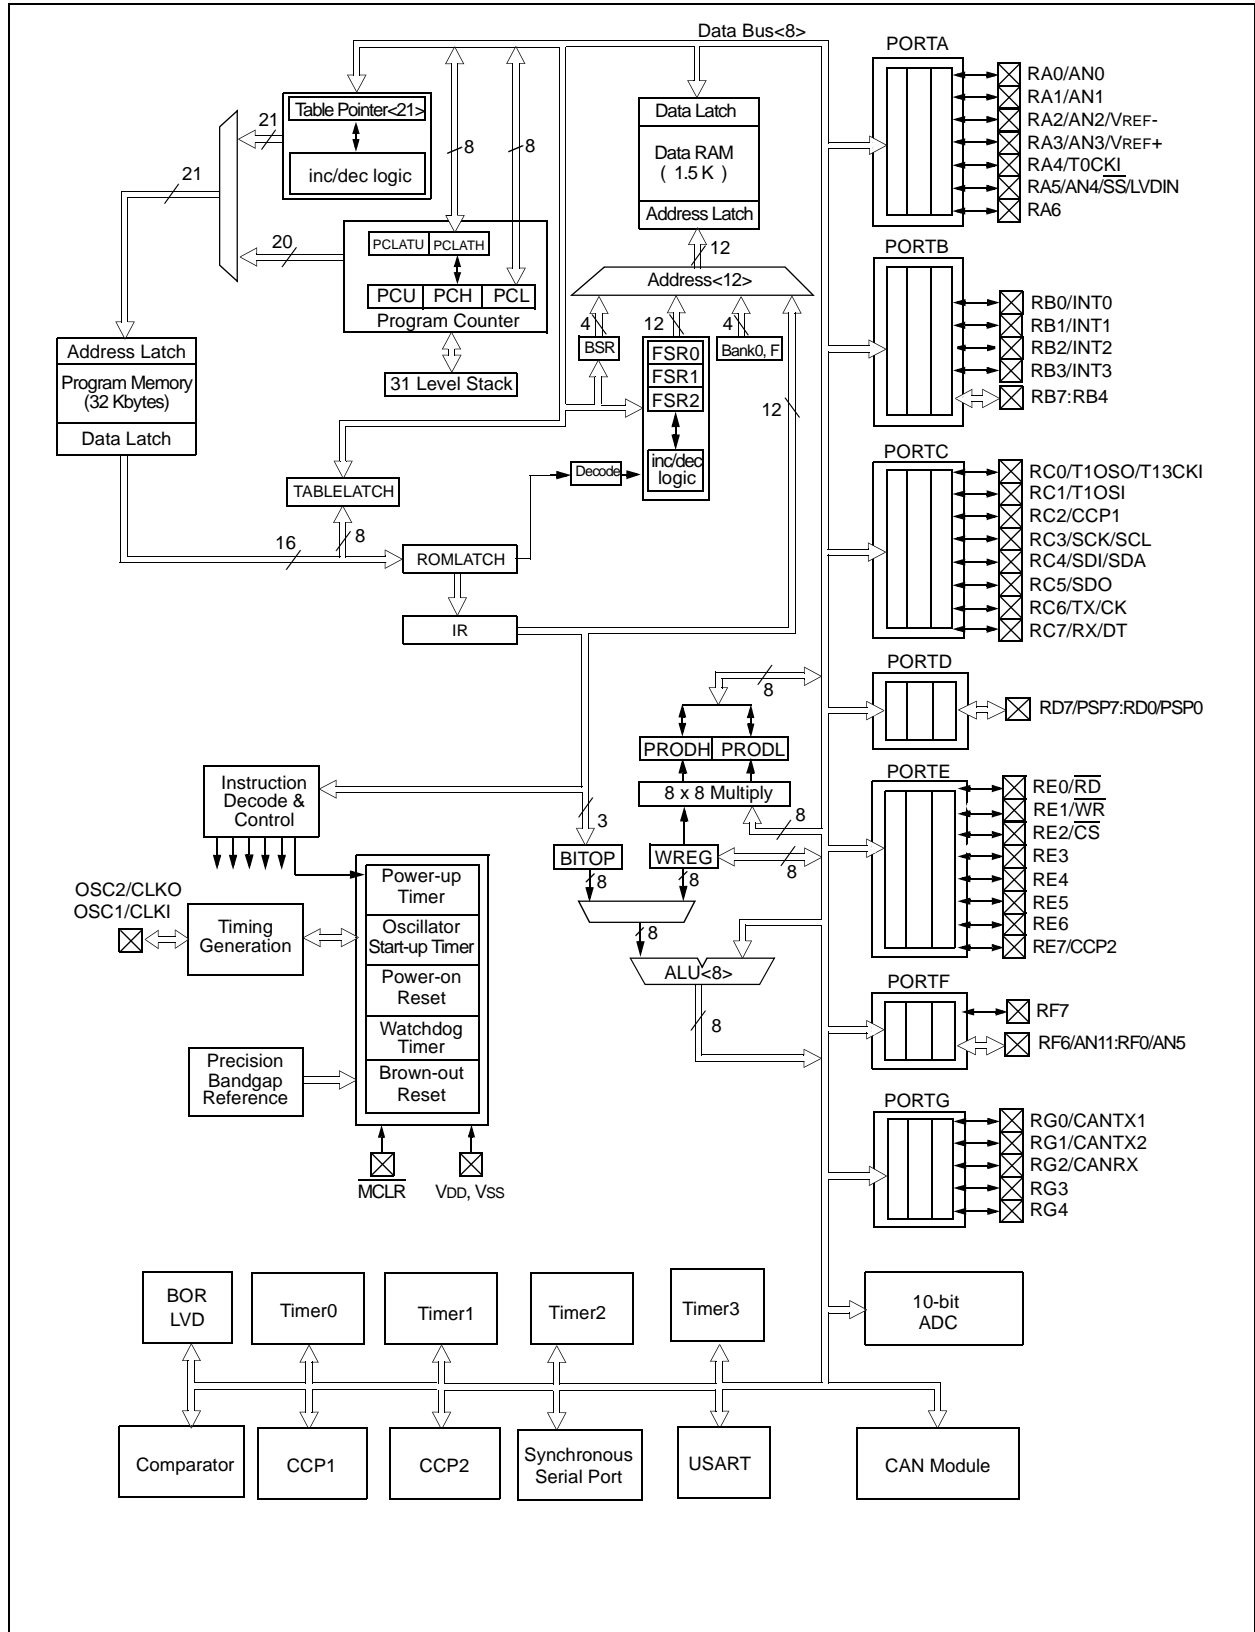 Data Bus<8>
Table Pointer<21>
inc/dec logic
21
21
20
8
8
PCLATU
PCLATH
PCU
PCH
PCL
Program Counter
31 Level Stack
Address Latch
Program Memory
(32 Kbytes)
Data Latch
16
8
TABLELATCH
ROMLATCH
IR
Data Latch
Data RAM
( 1.5 K )
Address Latch
12
Address<12>
4
12
4
BSR
FSR0
FSR1
FSR2
inc/dec
logic
Bank0, F
12
Decode
8
PRODH
PRODL
8 x 8 Multiply
8
3
BITOP
WREG
8
8
8
8
ALU<8>
8
Instruction
Decode &
Control
OSC2/CLKO
OSC1/CLKI
Timing
Generation
Power-up
Timer
Oscillator
Start-up Timer
Power-on
Reset
Watchdog
Timer
Brown-out
Reset
Precision
Bandgap
Reference
MCLR
VDD, VSS
PORTA
RA0/AN0
RA1/AN1
RA2/AN2/VREF-
RA3/AN3/VREF+
RA4/T0CKI
RA5/AN4/SS/LVDIN
RA6
PORTB
RB0/INT0
RB1/INT1
RB2/INT2
RB3/INT3
RB7:RB4
PORTC
RC0/T1OSO/T13CKI
RC1/T1OSI
RC2/CCP1
RC3/SCK/SCL
RC4/SDI/SDA
RC5/SDO
RC6/TX/CK
RC7/RX/DT
PORTD
RD7/PSP7:RD0/PSP0
PORTE
RE0/RD
RE1/WR
RE2/CS
RE3
RE4
RE5
RE6
RE7/CCP2
PORTF
RF7
RF6/AN11:RF0/AN5
PORTG
RG0/CANTX1
RG1/CANTX2
RG2/CANRX
RG3
RG4
BOR
LVD
Timer0
Timer1
Timer2
Timer3
10-bit
ADC
Comparator
CCP1
CCP2
Synchronous
Serial Port
USART
CAN Module